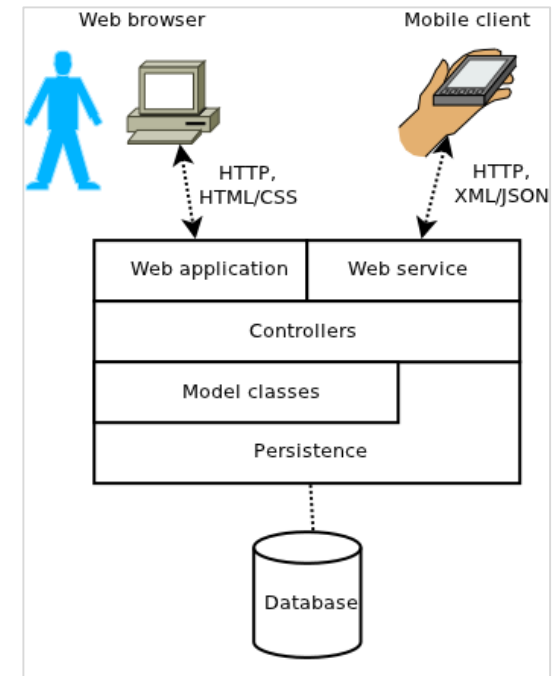 Web browser
Mobile client
HTTP,
HTML/CSS
HTTP,
XML/JSON
Web application
Web service
Controllers
Model classes
Persistence
Database